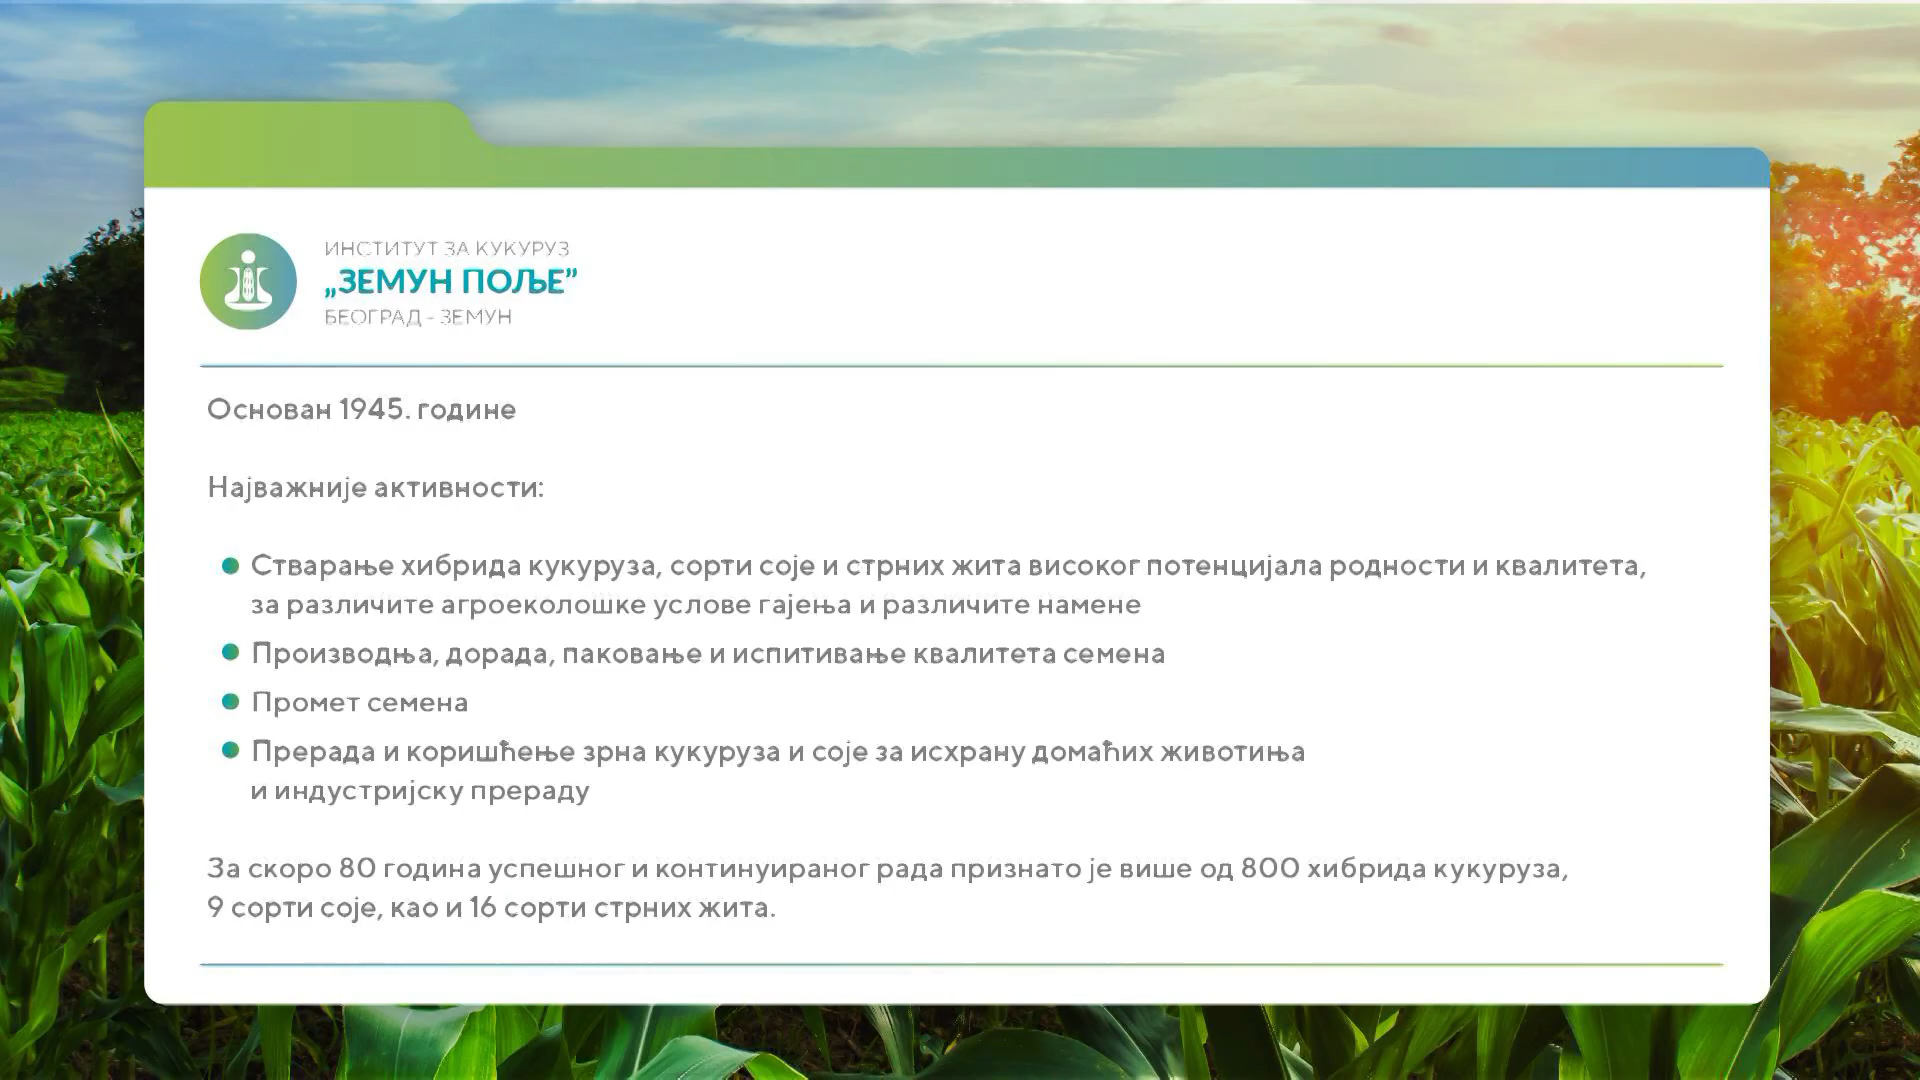 ИНСТИТУТ ЗА КУКУРУЗ
„ЗЕМУН ПОЉЕ”
БЕОГРАД - ЗЕМУН
Основан 1945. године
Најважније активности:
Стварање хибрида кукуруза, сорти соје и стрних жита високог потенцијала родности и квалитета,
за различите агроеколошке услове гајења и различите намене
Производња, дорада, паковање и испитивање квалитета семена
Промет семена
Прерада и коришћење зрна кукуруза и соје за исхрану домаћих животиња
и индустријску прераду
За скоро 80 година успешног и континуираног рада признато је више од 800 хибрида кукуруза,
9 сорти соје, као и 16 сорти стрних жита.